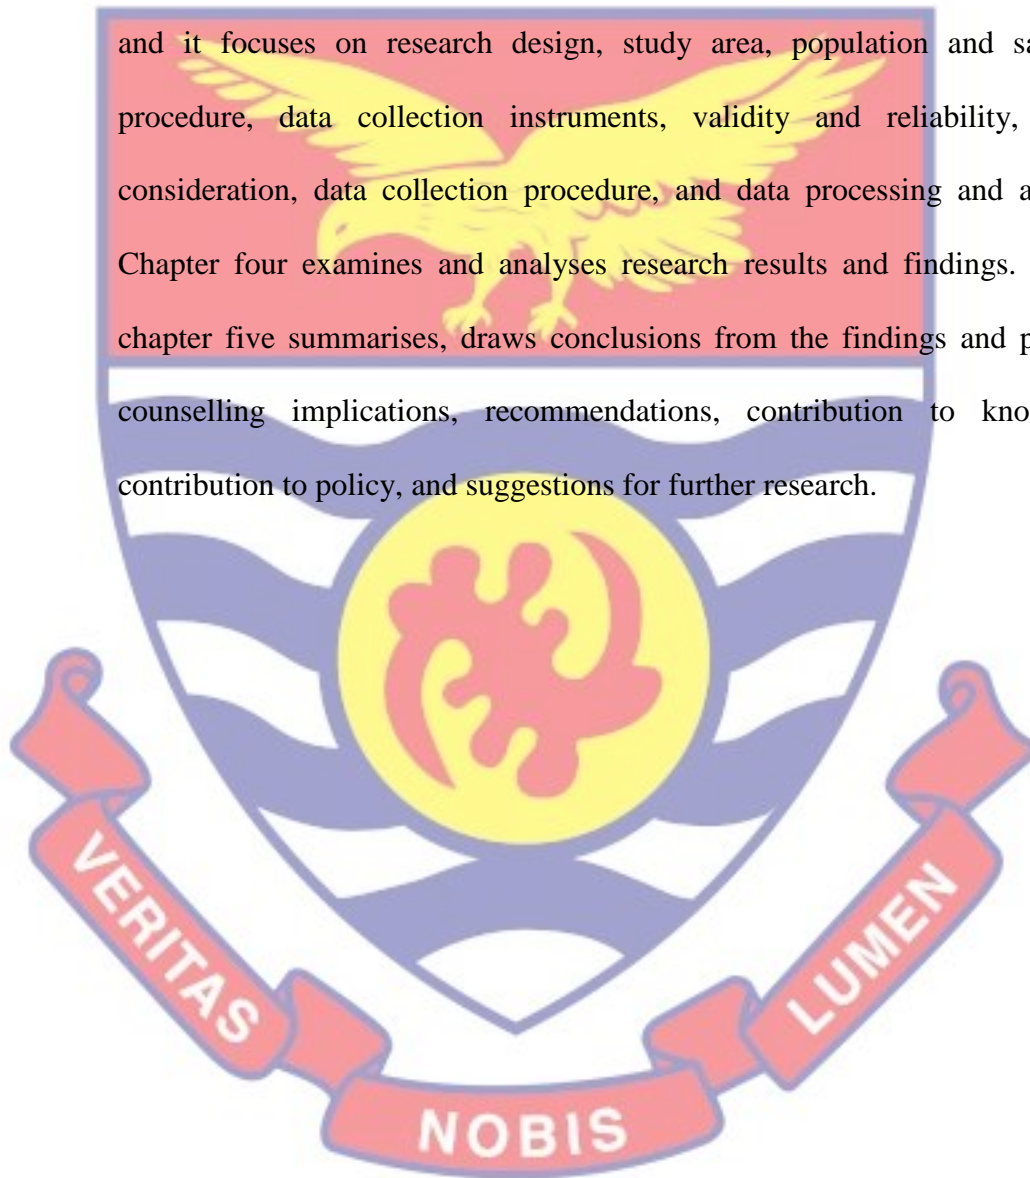 and it focuses on research design, study area, population and sa
procedure, data collection instruments, validity and reliability,
consideration, data collection procedure, and data processing and a
Chapter four examines and analyses research results and findings.
chapter five summarises, draws conclusions from the findings and p
counselling implications, recommendations, contribution to kno
contribution to policy, and suggestions for further research.
VERITAS
NOBIS
LUMEN